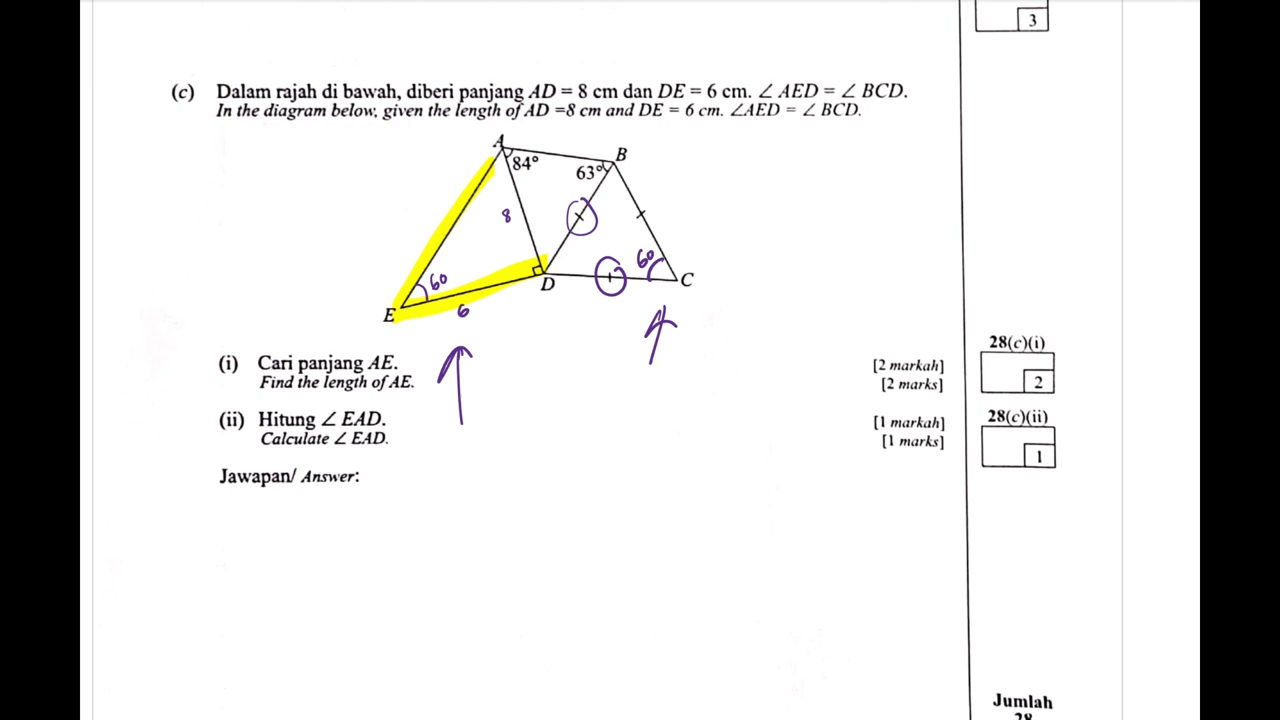 3
(c) Dalam rajah di bawah, diberi panjang AD = 8 cm dan DE = 6 cm. ∠ AED = ∠ BCD.
In the diagram below, given the length of AD =8 cm and DE = 6 cm. ∠AED = ∠ BCD.
A
B
84°
63°
8
60
60
D
C
E
6
(i) Cari panjang AE.
Find the length of AE.
[2 markah]
[2 marks]
28(c)(i)
2
(ii) Hitung ∠ EAD.
Calculate ∠ EAD.
[1 markah]
[1 marks]
28(c)(ii)
1
Jawapan/ Answer:
Jumlah
28